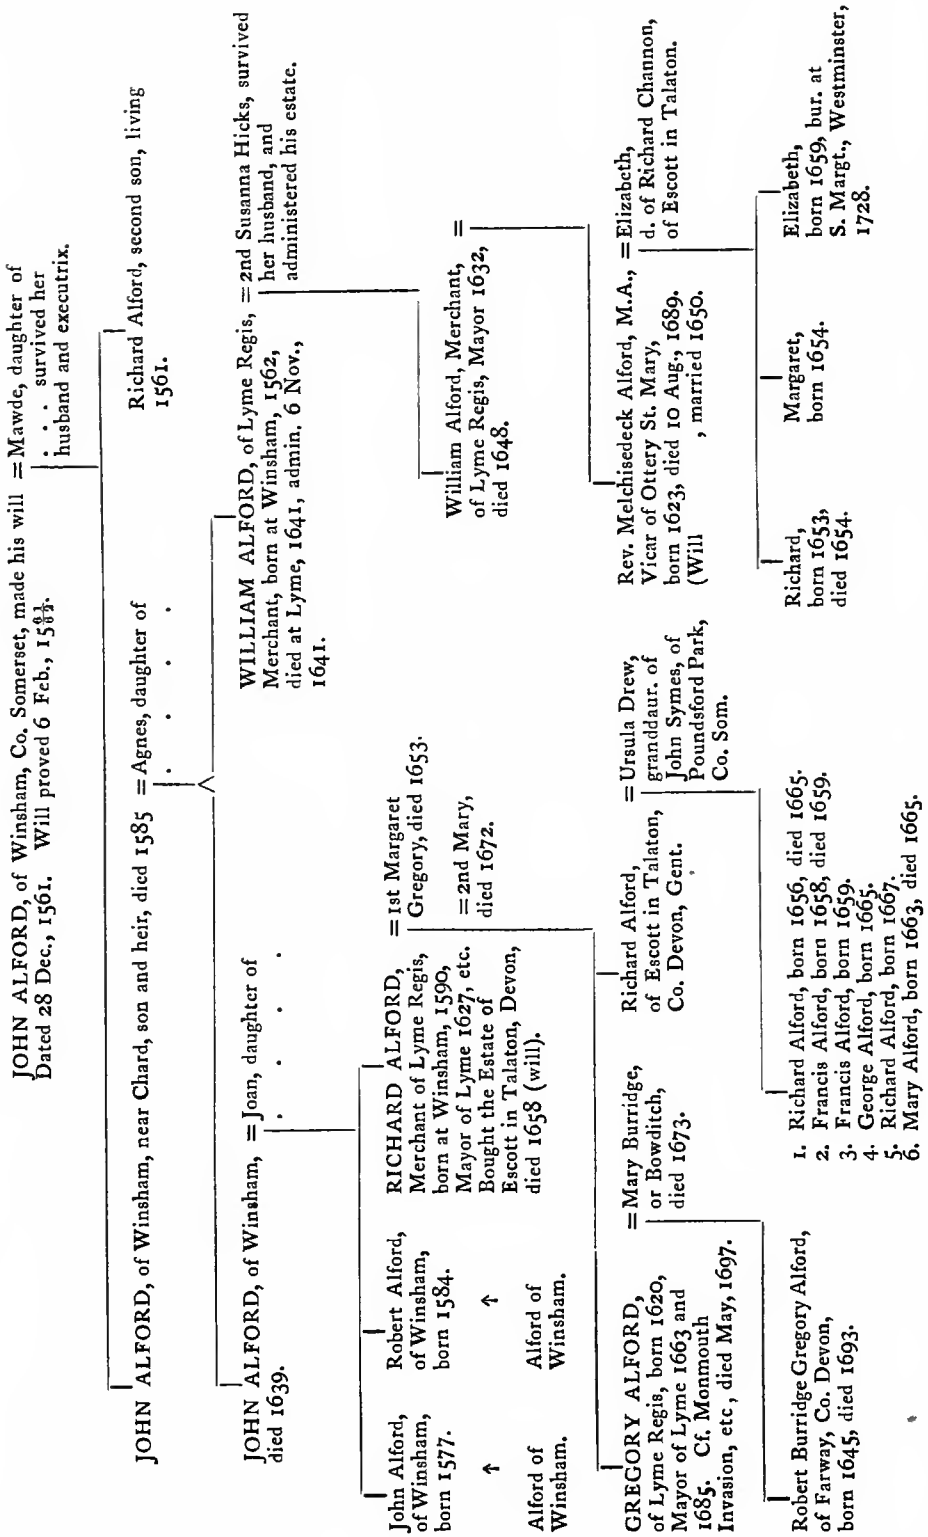 JOHN ALFORD, of Winsham, Co. Somerset, made his will = Mawde, daughter of
Dated 28 Dec., 1561. Will proved 6 Feb., 15
. . . survived her
husband and executrix.
JOHN ALFORD, of Winsham, near Chard, son and heir, died 1585 = Agnes, daughter of
. . . .
Richard Alford, second son, living
1561.
JOHN ALFORD, of Winsham, = Joan, daughter of
died 1639.
. . . .
WILLIAM ALFORD, of Lyme Regis, = 2nd Susanna Hicks, survived
Merchant, born at Winsham, 1562,
died at Lyme, 1641, admin. 6 Nov.,
1641.
her husband, and
administered his estate.
John Alford,
of Winsham,
born 1577.
↑
Alford of
Winsham.
Robert Alford,
of Winsham,
born 1584.
↑
Alford of
Winsham.
RICHARD ALFORD,
Merchant of Lyme Regis,
born at Winsham, 1590,
Mayor of Lyme 1627, etc.
Bought the Estate of
Escott in Talaton, Devon,
died 1658 (will).
= 1st Margaret
Gregory, died 1653.
= 2nd Mary,
died 1672.
William Alford, Merchant,
of Lyme Regis, Mayor 1632,
died 1648.
=
GREGORY ALFORD,
of Lyme Regis, born 1620,
Mayor of Lyme 1663 and
1685. Cf. Monmouth
Invasion, etc , died May, 1697.
= Mary Burridge,
or Bowditch,
died 1673.
Richard Alford,
of Escott in Talaton,
Co. Devon, Gent.
= Ursula Drew,
granddaur. of
John Symes, of
Poundsford Park,
Co. Som.
Rev. Melchisedeck Alford, M.A.,
Vicar of Ottery St. Mary,
born 1623, died 10 Aug., 1689.
(Will , married 1650.
= Elizabeth,
d. of Richard Channon,
of Escott in Talaton.
Robert Burridge Gregory Alford,
of Farway, Co. Devon,
born 1645, died 1693.
1. Richard Alford, born 1656, died 1665.
2. Francis Alford, born 1658, died 1659.
3. Francis Alford, born 1659.
4. George Alford, born 1665.
5. Richard Alford, born 1667.
6. Mary Alford, born 1663, died 1665.
Richard,
born 1653,
died 1654.
Margaret,
born 1654.
Elizabeth,
born 1659, bur. at
S. Margt., Westminster,
1728.